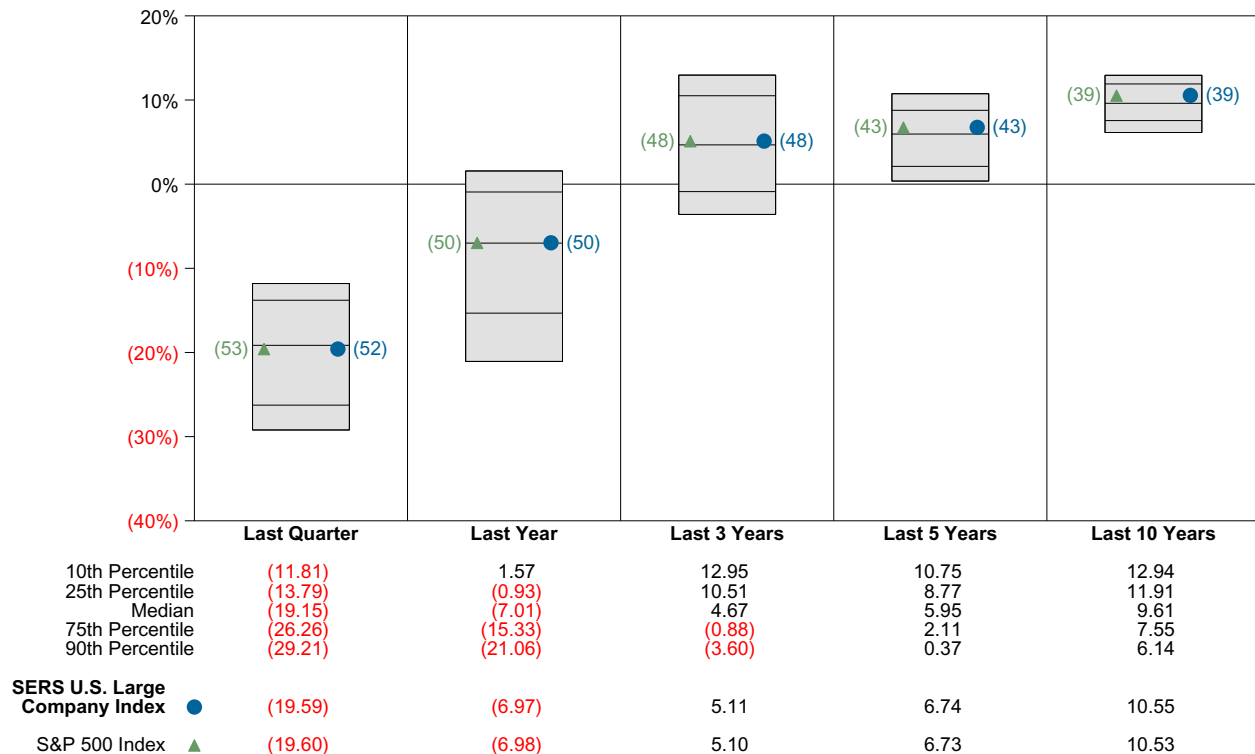 20%
10%
(39) (39)
(43) (43)
(48) (48)
0%
(50) (50)
(10%)
(53) (52)
(20%)
(30%)
(40%)
Last Quarter Last Year Last 3 Years Last 5 Years Last 10 Years
10th Percentile (11.81) 1.57 12.95 10.75 12.94
25th Percentile (13.79) (0.93) 10.51 8.77 11.91
Median (19.15) (7.01) 4.67 5.95 9.61
75th Percentile (26.26) (15.33) (0.88) 2.11 7.55
90th Percentile (29.21) (21.06) (3.60) 0.37 6.14
SERS U.S. Large
Company Index (19.59) (6.97) 5.11 6.74 10.55
S&P 500 Index (19.60) (6.98) 5.10 6.73 10.53